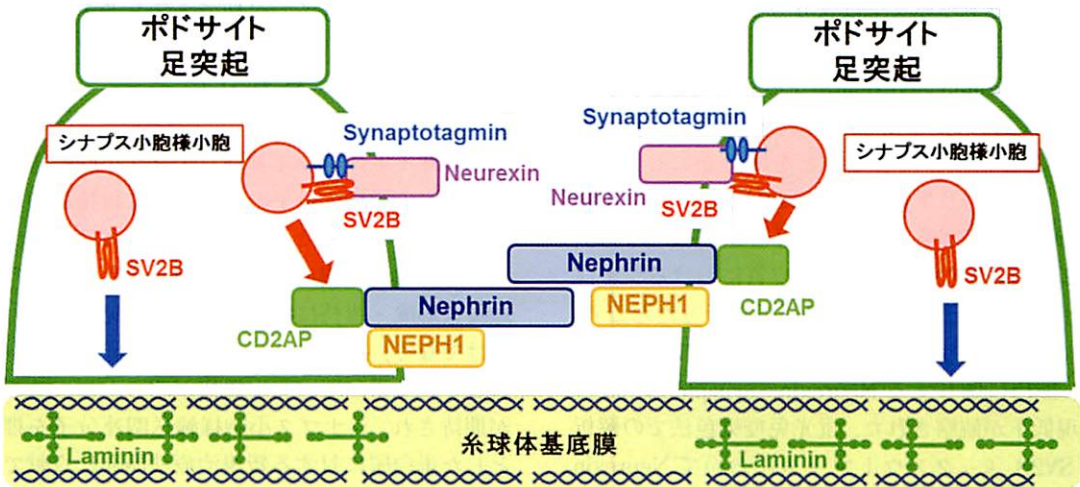 ポドサイト
足突起
ポドサイト
足突起
シナプス小胞様小胞
Synaptotagmin
Neurexin
SV2B
SV2B
Synaptotagmin
Neurexin
SV2B
シナプス小胞様小胞
SV2B
Nephrin
CD2AP
NEPH1
Nephrin
CD2AP
NEPH1
Laminin
糸球体基底膜
Laminin